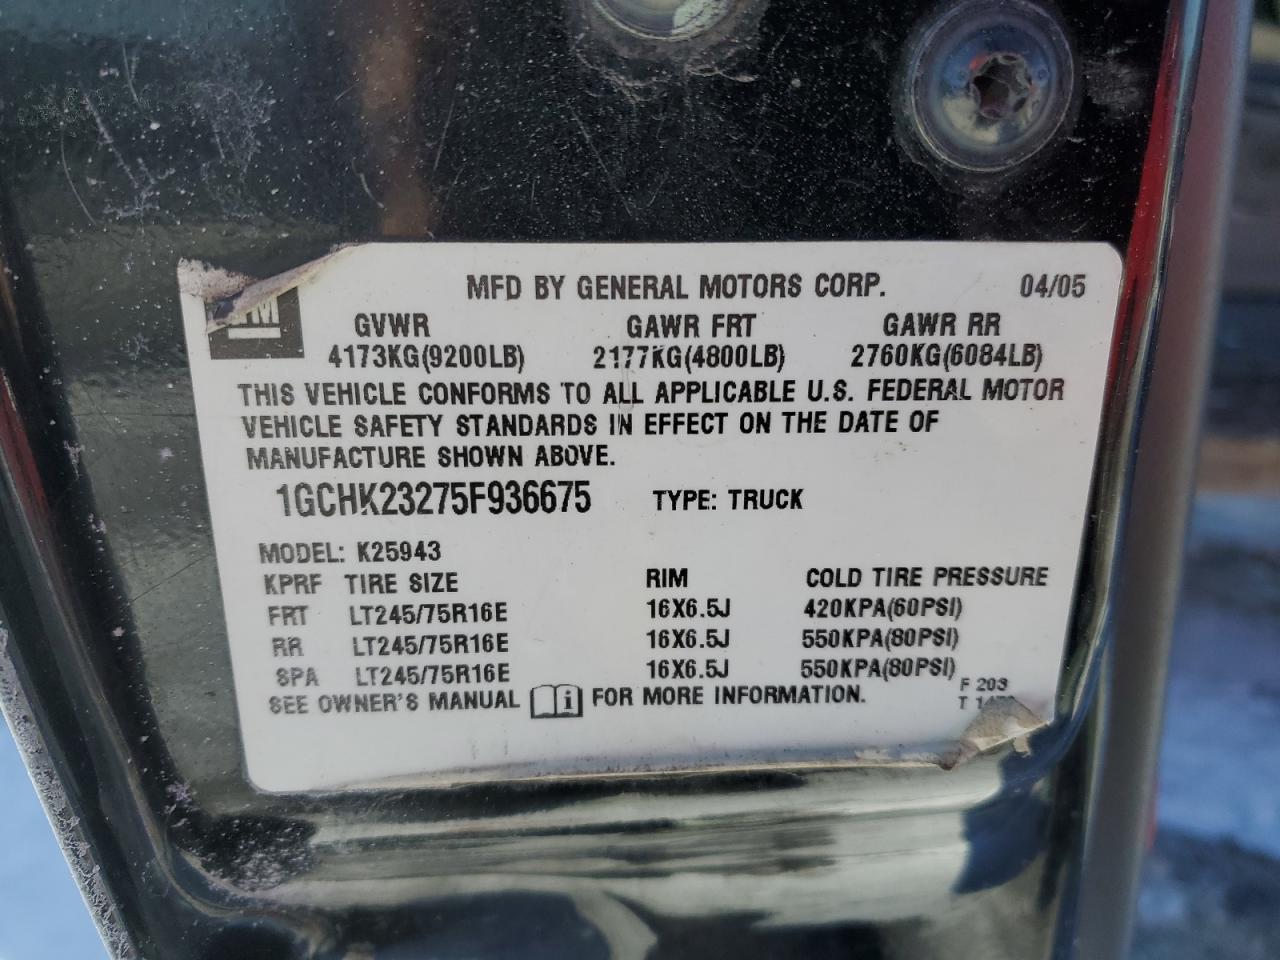 MFD BY GENERAL MOTORS CORP. 04/05
GVWR GAWR FRT GAWR RR
4173KG(9200LB) 2177KG(4800LB) 2760KG(6084LB)
THIS VEHICLE CONFORMS TO ALL APPLICABLE U.S. FEDERAL MOTOR
VEHICLE SAFETY STANDARDS IN EFFECT ON THE DATE OF
MANUFACTURE SHOWN ABOVE.
1GCHK23275F936675 TYPE: TRUCK
MODEL: K25943
KPRF TIRE SIZE RIM COLD TIRE PRESSURE
FRT LT245/75R16E 16X6.5J 420KPA(60PSI)
RR LT245/75R16E 16X6.5J 550KPA(80PSI)
SPA LT245/75R16E 16X6.5J 550KPA(80PSI)
SEE OWNER'S MANUAL i FOR MORE INFORMATION.
F 203
T